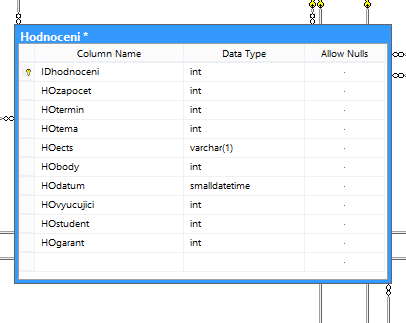 Hodnoceni *
Column Name Data Type Allow Nulls
IDhodnoceni int
HOzapocet int
HOtermin int
HOtema int
HOects varchar(1)
HObody int
HOdatum smalldatetime
HOvyucujici int
HOstudent int
HOgarant int